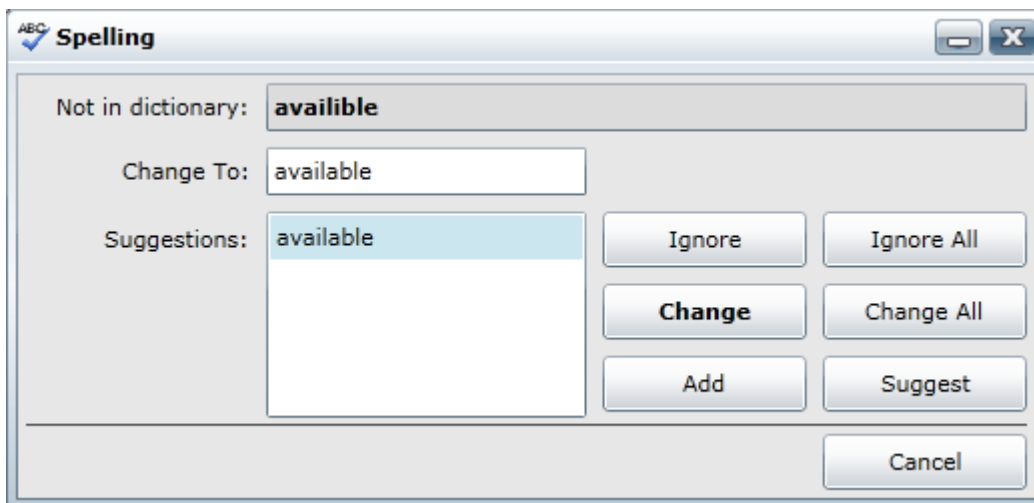 ABC Spelling
Not in dictionary: availible
Change To: available
Suggestions: available Ignore Ignore All
Change Change All
Add Suggest
Cancel